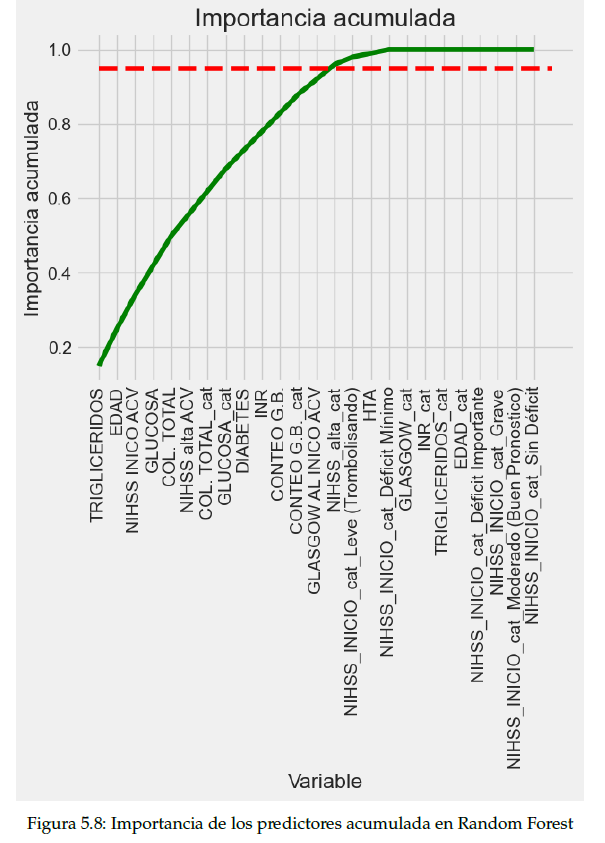 Importancia acumulada
Importancia acumulada
1.0
0.8
0.6
0.4
0.2
TRIGLICERIDOS
EDAD
NIHSS INICO ACV
GLUCOSA
COL. TOTAL
NIHSS alta ACV
COL. TOTAL_cat
GLUCOSA_cat
DIABETES
INR
CONTEO G.B.
CONTEO G.B._cat
GLASGOW AL INICO ACV
NIHSS_alta_cat
NIHSS_INICIO_cat_Leve (Trombolisando)
HTA
NIHSS_INICIO_cat_Déficit Mínimo
GLASGOW_cat
INR_cat
TRIGLICERIDOS_cat
EDAD_cat
NIHSS_INICIO_cat_Déficit Importante
NIHSS_INICIO_cat_Grave
NIHSS_INICIO_cat_Moderado (Buen Pronostico)
NIHSS_INICIO_cat_Sin Déficit
Variable
Figura 5.8: Importancia de los predictores acumulada en Random Forest